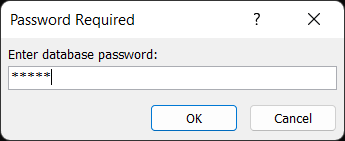 Password Required
?
Enter database password:
*****
OK Cancel